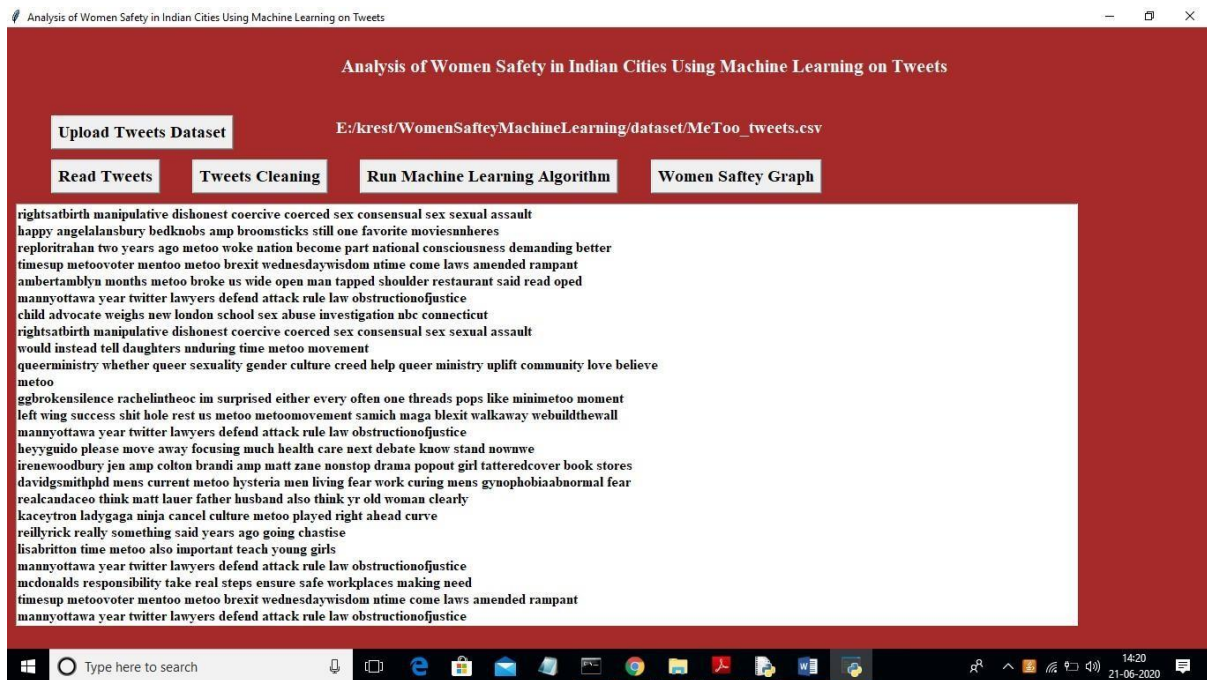 Analysis of Women Safety in Indian Cities Using Machine Learning on Tweets
Analysis of Women Safety in Indian Cities Using Machine Learning on Tweets
Upload Tweets Dataset
E:/krest/WomenSafteyMachineLearning/dataset/MeToo_tweets.csv
Read Tweets
Tweets Cleaning
Run Machine Learning Algorithm
Women Saftey Graph
rightsatbirth manipulative dishonest coercive coerced sex consensual sex sexual assault
happy angelalansbury bedknobs amp broomsticks still one favorite moviesnnheres
reploritrahan two years ago metoo woke nation become part national consciousness demanding better
timesup metoovoter mentoo metoo brexit wednesdaywisdom ntime come laws amended rampant
ambertamblyn months metoo broke us wide open man tapped shoulder restaurant said read oped
mannyottawa year twitter lawyers defend attack rule law obstructionofjustice
child advocate weighs new london school sex abuse investigation nbc connecticut
rightsatbirth manipulative dishonest coercive coerced sex consensual sex sexual assault
would instead tell daughters nnduring time metoo movement
queerministry whether queer sexuality gender culture creed help queer ministry uplift community love believe
metoo
ggbrokensilence rachelintheoc im surprised either every often one threads pops like minimetoo moment
left wing success shit hole rest us metoo metoomovement samich maga blexit walkaway webuildthewall
mannyottawa year twitter lawyers defend attack rule law obstructionofjustice
heyyguido please move away focusing much health care next debate know stand nownwe
irenewoodbury jen amp colton brandi amp matt zane nonstop drama popout girl tatteredcover book stores
davidgsmithphd mens current metoo hysteria men living fear work curing mens gynophobiaabnormal fear
realcandaceo think matt lauer father husband also think yr old woman clearly
kaceytron ladygaga ninja cancel culture metoo played right ahead curve
reillyrick really something said years ago going chastise
lisabritton time metoo also important teach young girls
mannyottawa year twitter lawyers defend attack rule law obstructionofjustice
mcdonalds responsibility take real steps ensure safe workplaces making need
timesup metoovoter mentoo metoo brexit wednesdaywisdom ntime come laws amended rampant
mannyottawa year twitter lawyers defend attack rule law obstructionofjustice
Type here to search
14:20
21-06-2020